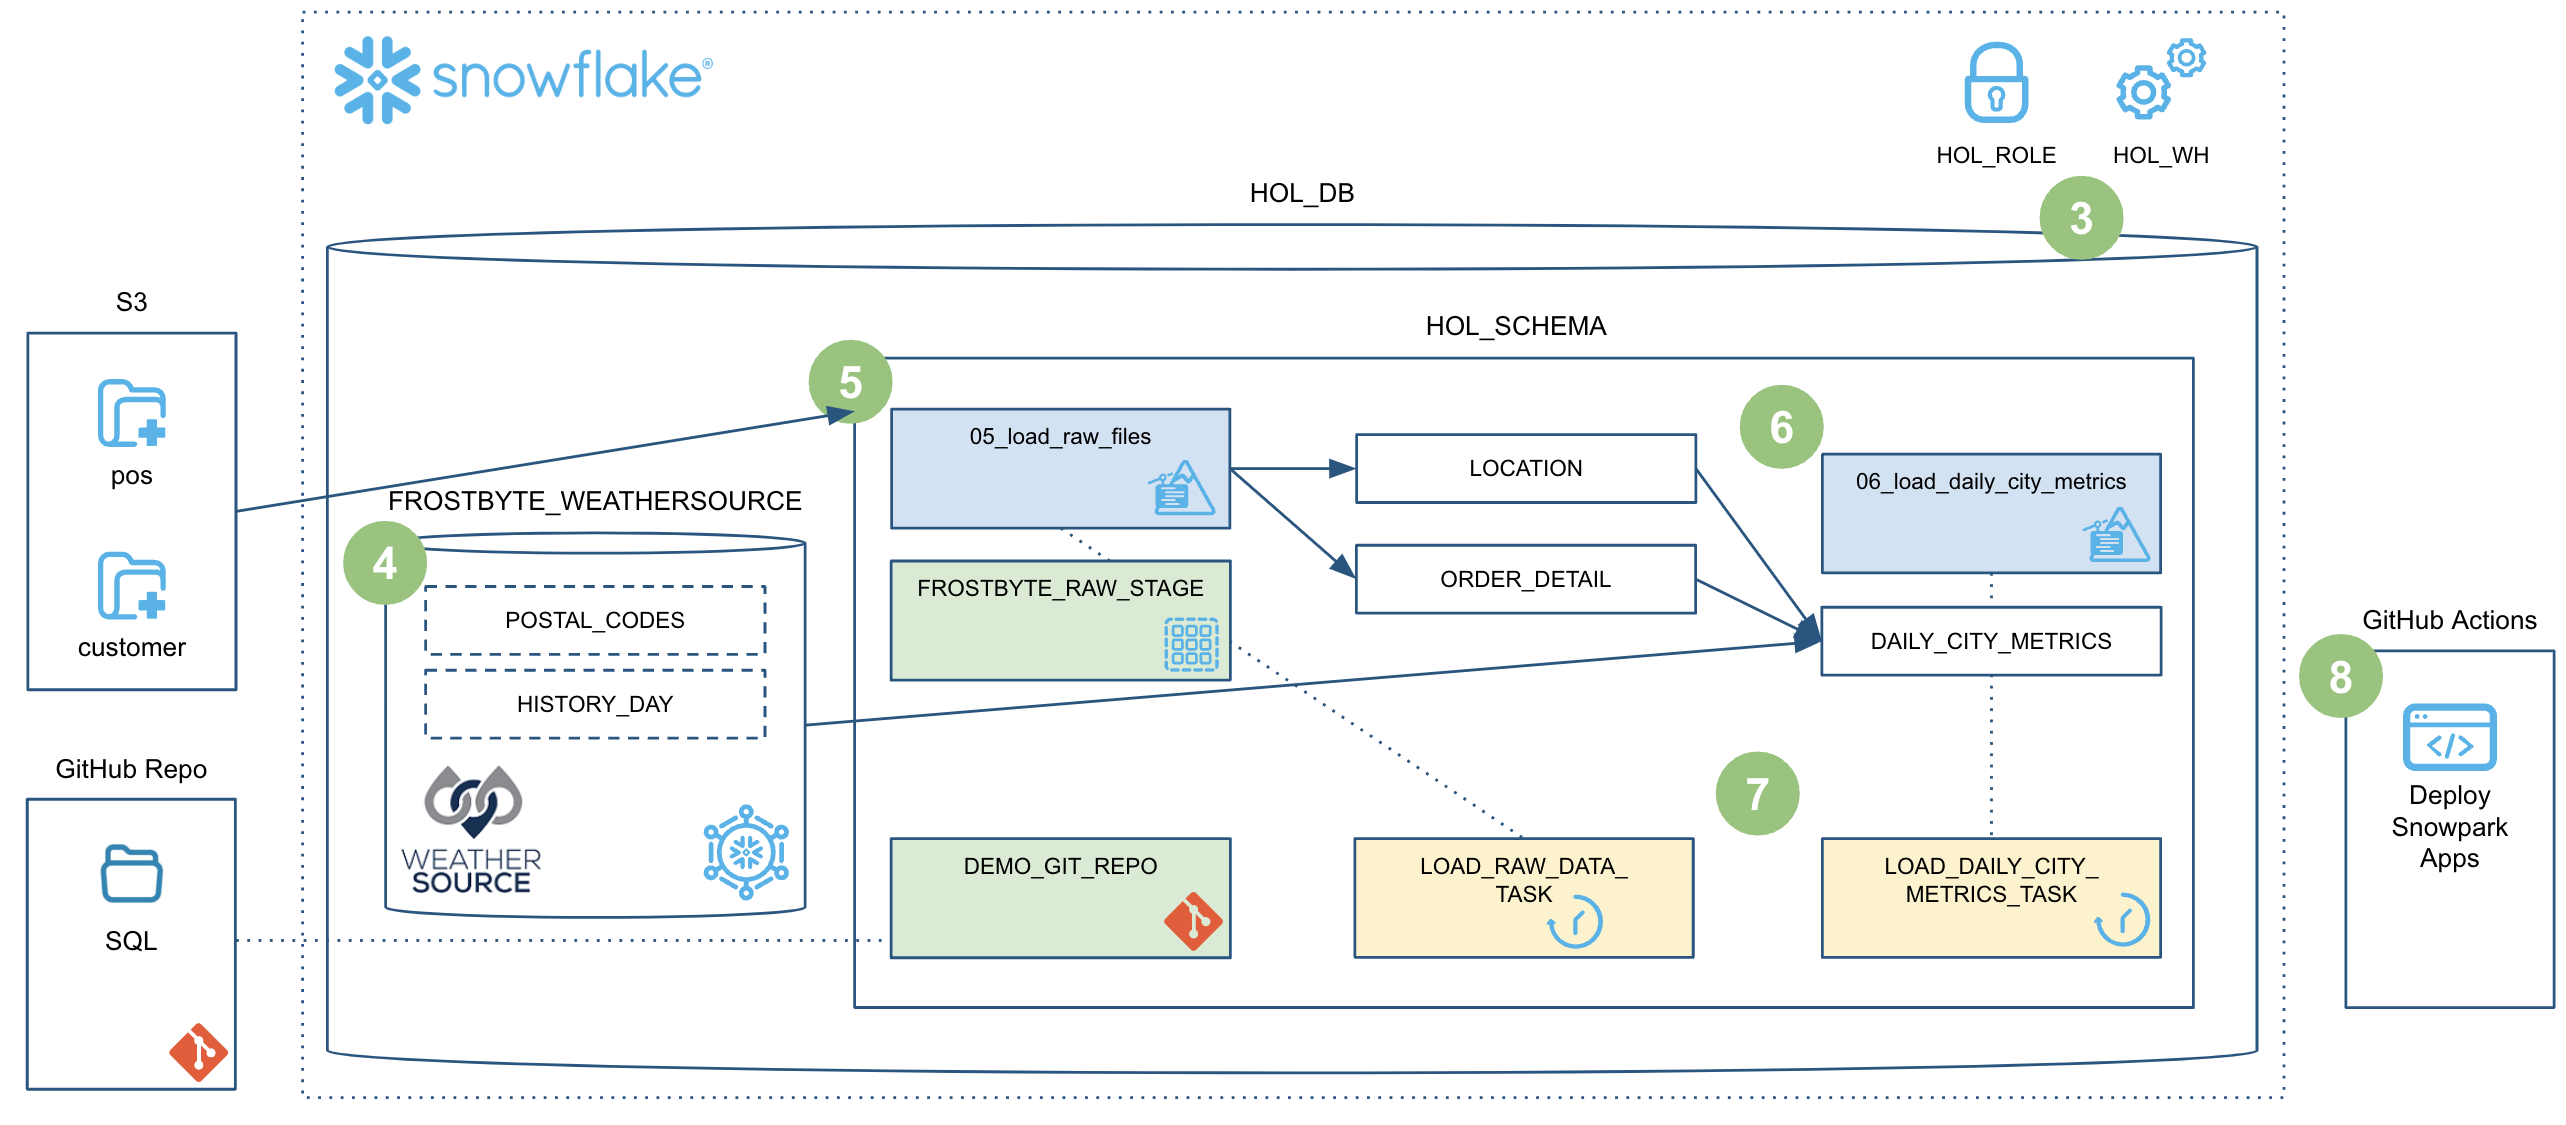 snowflake®
HOL_ROLE
HOL_WH
HOL_DB
3
S3
pos
customer
HOL_SCHEMA
5
05_load_raw_files
FROSTBYTE_RAW_STAGE
LOCATION
ORDER_DETAIL
6
06_load_daily_city_metrics
DAILY_CITY_METRICS
FROSTBYTE_WEATHERSOURCE
4
POSTAL_CODES
HISTORY_DAY
WEATHER
SOURCE
7
DEMO_GIT_REPO
LOAD_RAW_DATA_
TASK
LOAD_DAILY_CITY_
METRICS_TASK
GitHub Repo
SQL
GitHub Actions
8
</>
Deploy
Snowpark
Apps